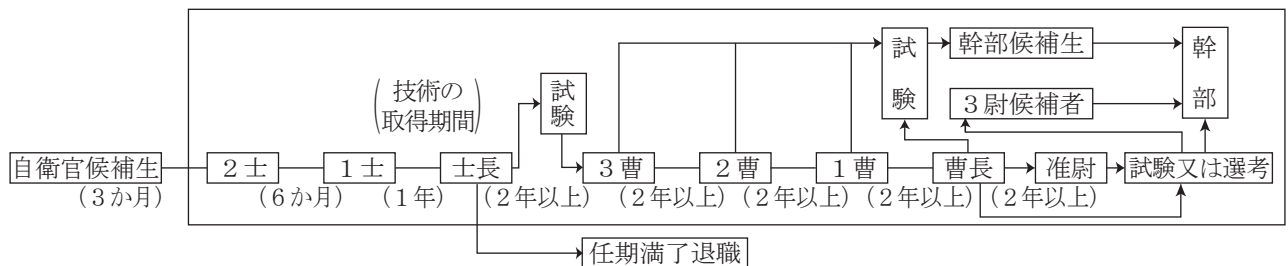 試験
幹部候補生
幹部
技術の
取得期間
試験
3尉候補者
自衛官候補生
2士
1士
士長
3曹
2曹
1曹
曹長
准尉
試験又は選考
(3か月)
(6か月)
(1年)
(2年以上)
(2年以上)
(2年以上)
(2年以上)
(2年以上)
任期満了退職